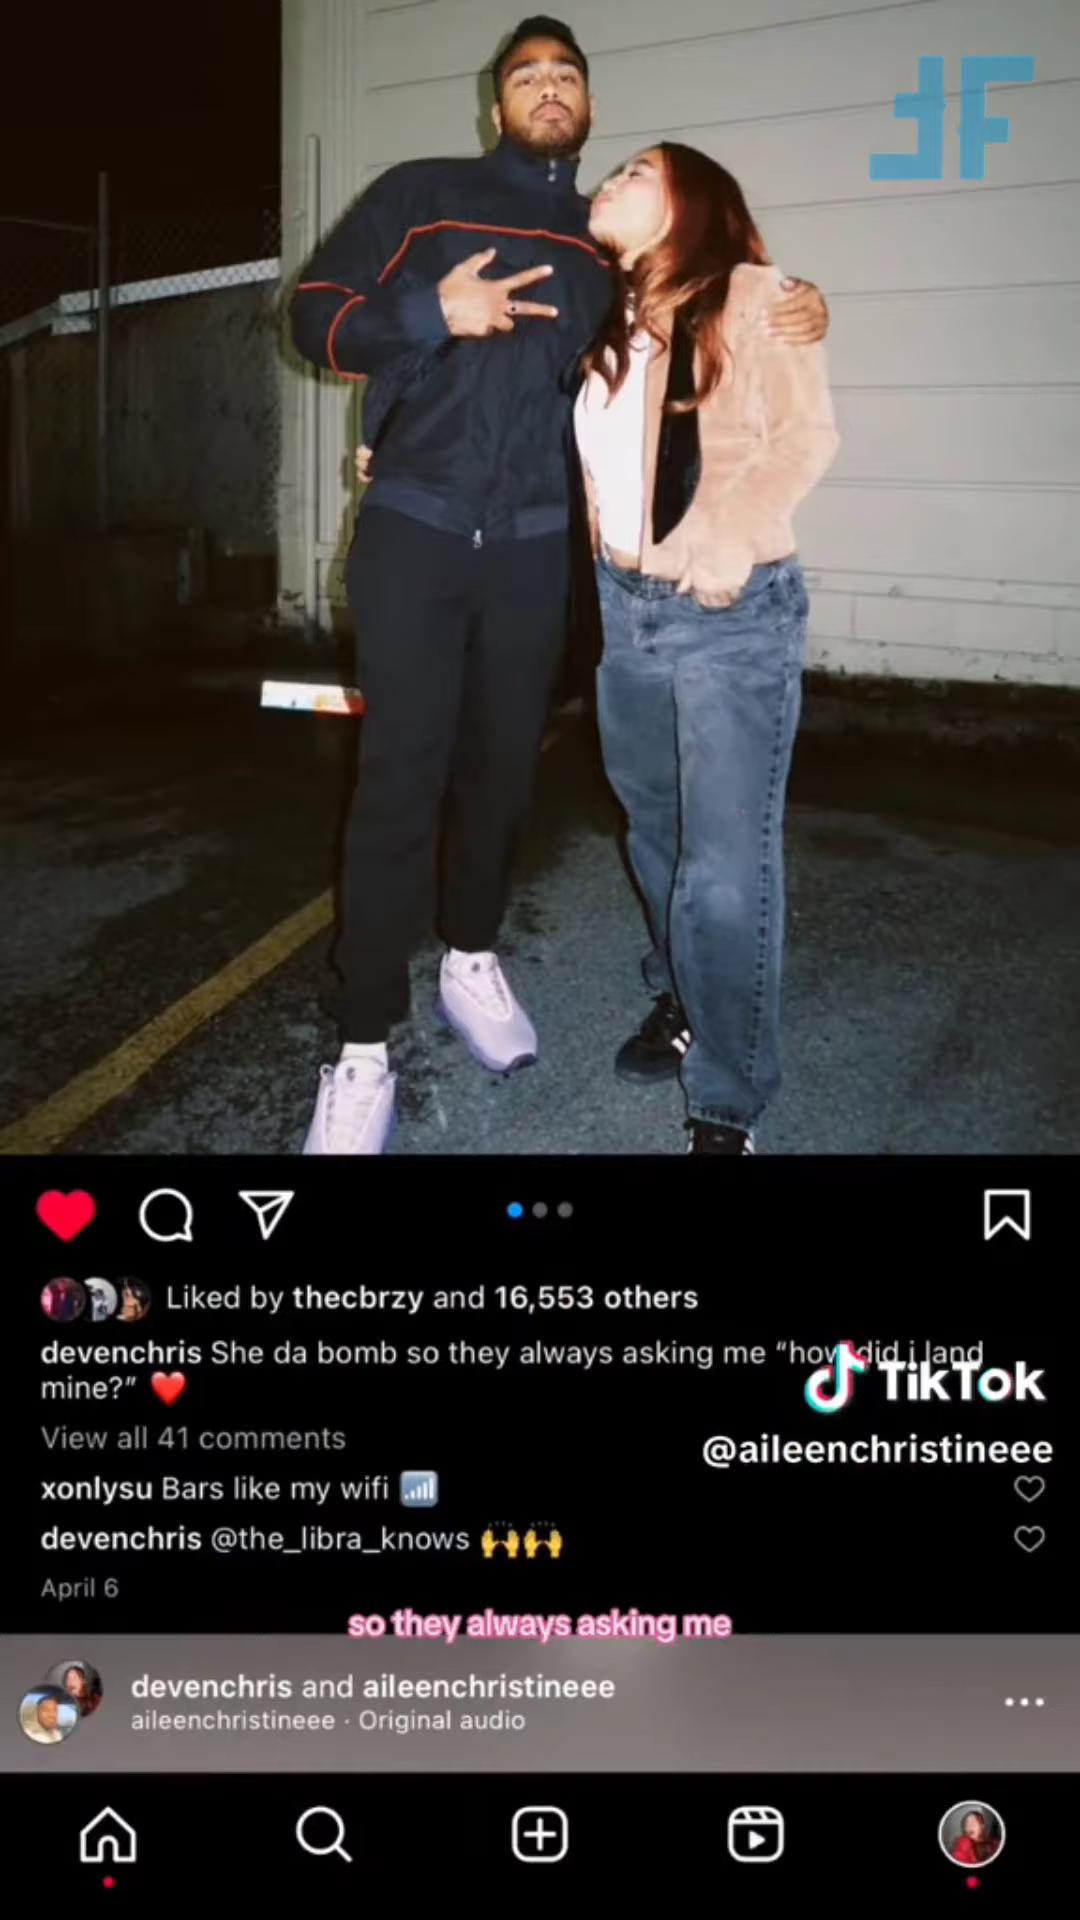 Liked by thecbrzy and 16,553 others
devenchris She da bomb so they always asking me “how did i land
mine?” ❤️
TikTok
View all 41 comments
@aileenchristineee
xonlysu Bars like my wifi 📶
devenchris @the_libra_knows 🙌🙌
April 6
so they always asking me
devenchris and aileenchristineee
aileenchristineee · Original audio